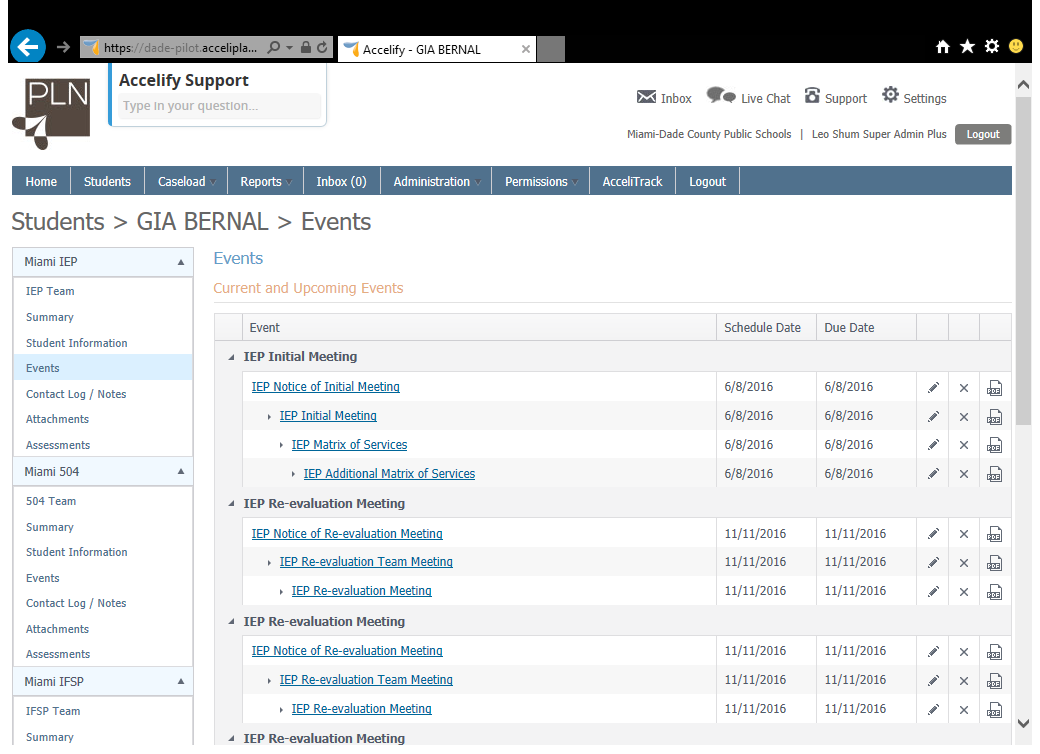 https://dade-pilot.accelipla...
Accelify - GIA BERNAL
PLN
Accelify Support
Type in your question...
Inbox Live Chat Support Settings
Miami-Dade County Public Schools | Leo Shum Super Admin Plus Logout
Home Students Caseload Reports Inbox (0) Administration Permissions AcceliTrack Logout
Students > GIA BERNAL > Events
Miami IEP
IEP Team
Summary
Student Information
Events
Contact Log / Notes
Attachments
Assessments
Miami 504
504 Team
Summary
Student Information
Events
Contact Log / Notes
Attachments
Assessments
Miami IFSP
IFSP Team
Summary
Events
Current and Upcoming Events
Event Schedule Date Due Date
IEP Initial Meeting
IEP Notice of Initial Meeting 6/8/2016 6/8/2016
IEP Initial Meeting 6/8/2016 6/8/2016
IEP Matrix of Services 6/8/2016 6/8/2016
IEP Additional Matrix of Services 6/8/2016 6/8/2016
IEP Re-evaluation Meeting
IEP Notice of Re-evaluation Meeting 11/11/2016 11/11/2016
IEP Re-evaluation Team Meeting 11/11/2016 11/11/2016
IEP Re-evaluation Meeting 11/11/2016 11/11/2016
IEP Re-evaluation Meeting
IEP Notice of Re-evaluation Meeting 11/11/2016 11/11/2016
IEP Re-evaluation Team Meeting 11/11/2016 11/11/2016
IEP Re-evaluation Meeting 11/11/2016 11/11/2016
IEP Re-evaluation Meeting